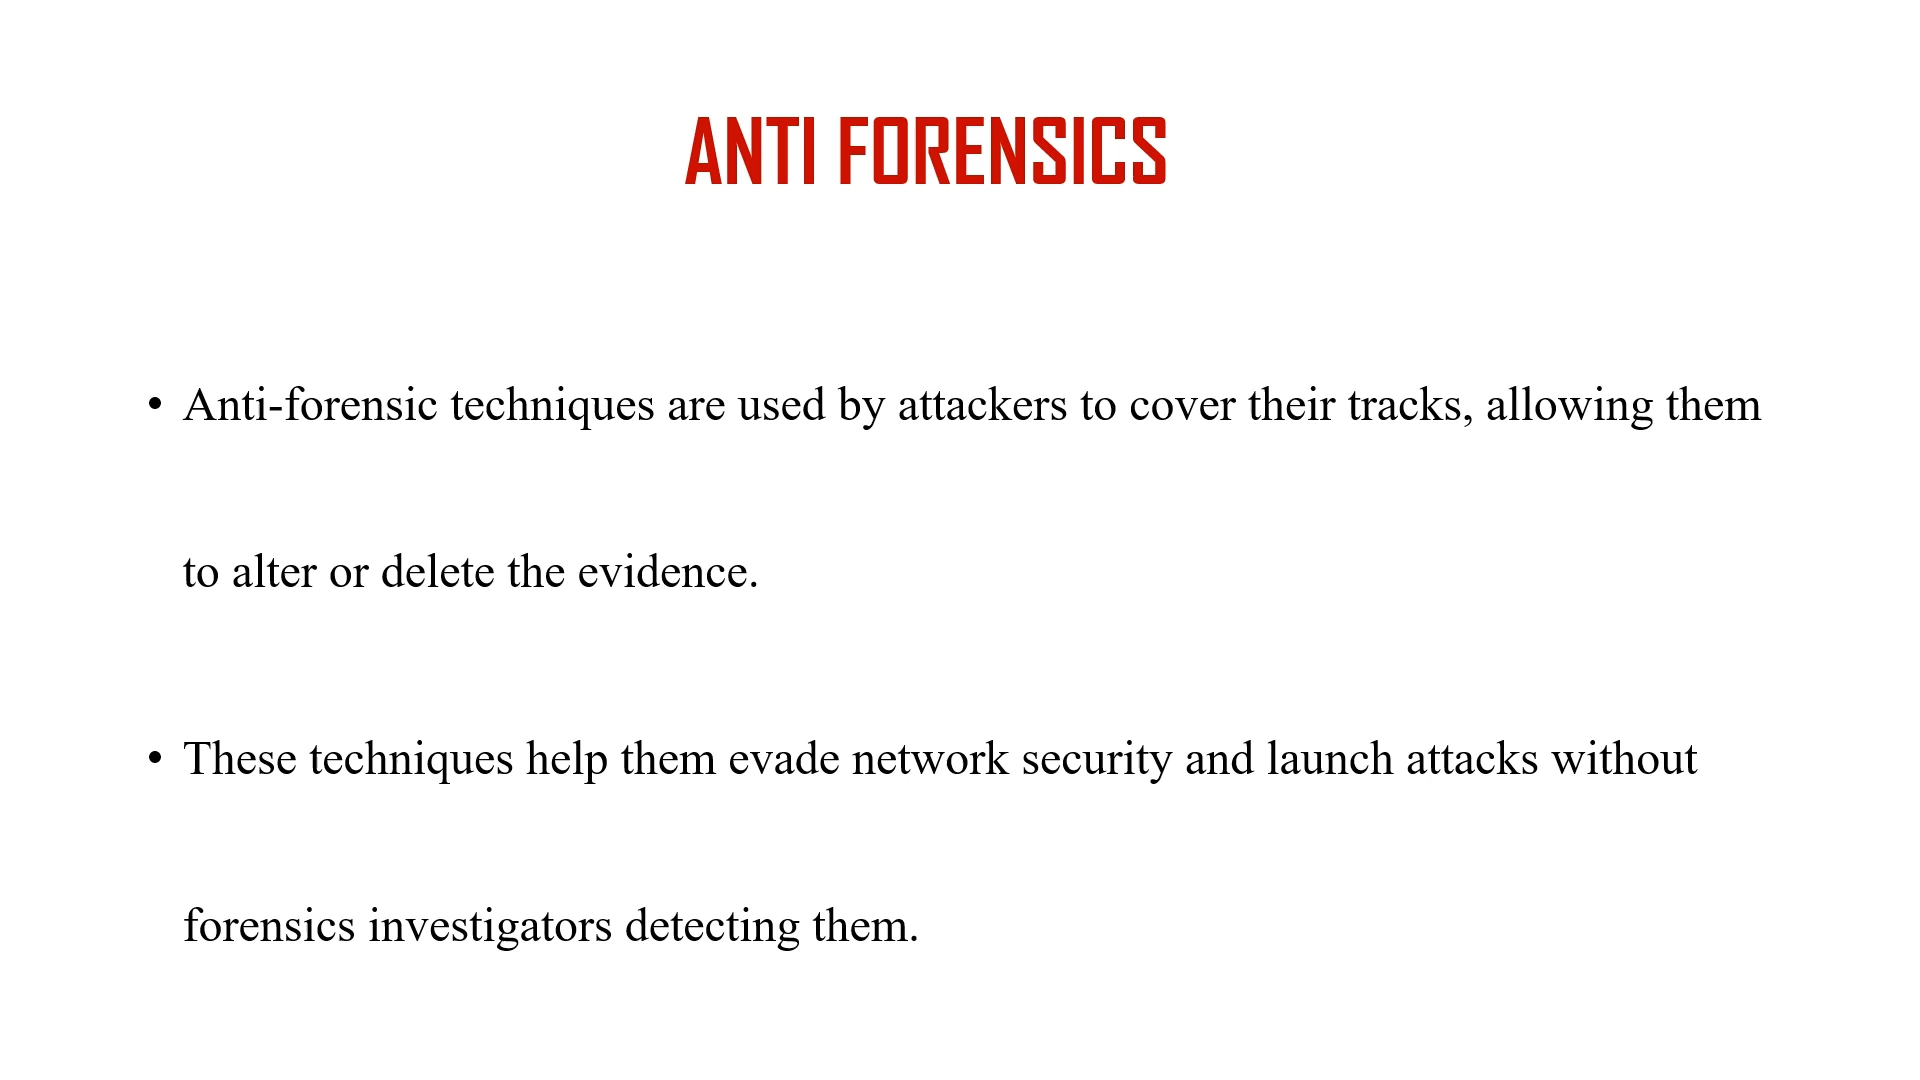 ANTI FORENSICS
• Anti-forensic techniques are used by attackers to cover their tracks, allowing them
to alter or delete the evidence.
• These techniques help them evade network security and launch attacks without
forensics investigators detecting them.